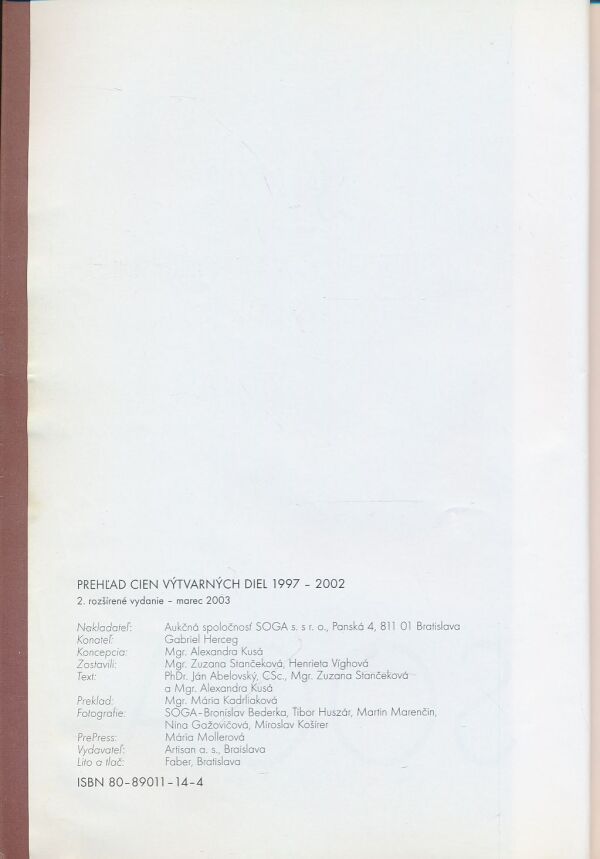 PREHĽAD CIEN VÝTVARNÝCH DIEL 1997 – 2002
2. rozšírené vydanie – marec 2003
Nakladateľ: Aukčná spoločnosť SOGA s. s r. o., Panská 4, 811 01 Bratislava
Konateľ: Gabriel Herceg
Koncepcia: Mgr. Alexandra Kusá
Zostavili: Mgr. Zuzana Stančeková, Henrieta Víghová
Text: PhDr. Ján Abelovský, CSc., Mgr. Zuzana Stančeková
a Mgr. Alexandra Kusá
Preklad: Mgr. Mária Kadrliaková
Fotografie: SOGA–Bronislav Bederka, Tibor Huszár, Martin Marenčin,
Nina Gažovičová, Miroslav Košírer
PrePress: Mária Mollerová
Vydavateľ: Artisan a. s., Braislava
Lito a tlač: Faber, Bratislava
ISBN 80–89011–14–4